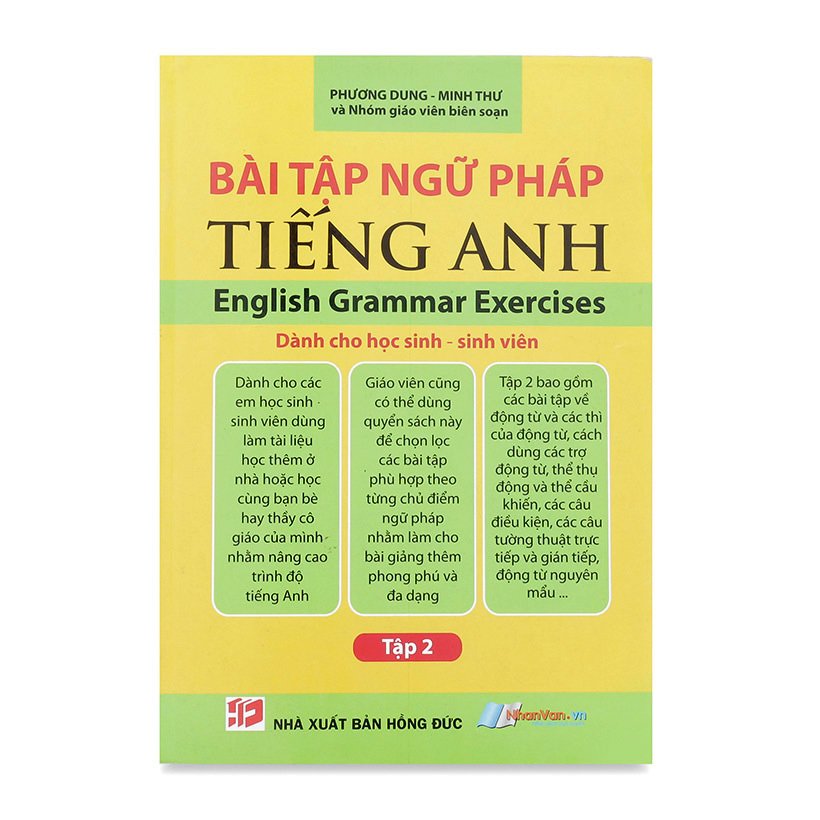 PHƯƠNG DUNG - MINH THƯ
và Nhóm giáo viên biên soạn
BÀI TẬP NGỮ PHÁP
TIẾNG ANH
English Grammar Exercises
Dành cho học sinh - sinh viên
Dành cho các
em học sinh -
sinh viên dùng
làm tài liệu
học thêm ở
nhà hoặc học
cùng bạn bè
hay thầy cô
giáo của mình
nhằm nâng cao
trình độ
tiếng Anh
Giáo viên cũng
có thể dùng
quyển sách này
để chọn lọc
các bài tập
phù hợp theo
từng chủ điểm
ngữ pháp
nhằm làm cho
bài giảng thêm
phong phú và
đa dạng
Tập 2 bao gồm
các bài tập về
động từ và các thì
của động từ, cách
dùng các trợ
động từ, thể thụ
động và thể cầu
khiến, các câu
điều kiện, các câu
tường thuật trực
tiếp và gián tiếp,
động từ nguyên
mẩu ...
Tập 2
NHÀ XUẤT BẢN HỒNG ĐỨC
NhanVan.vn